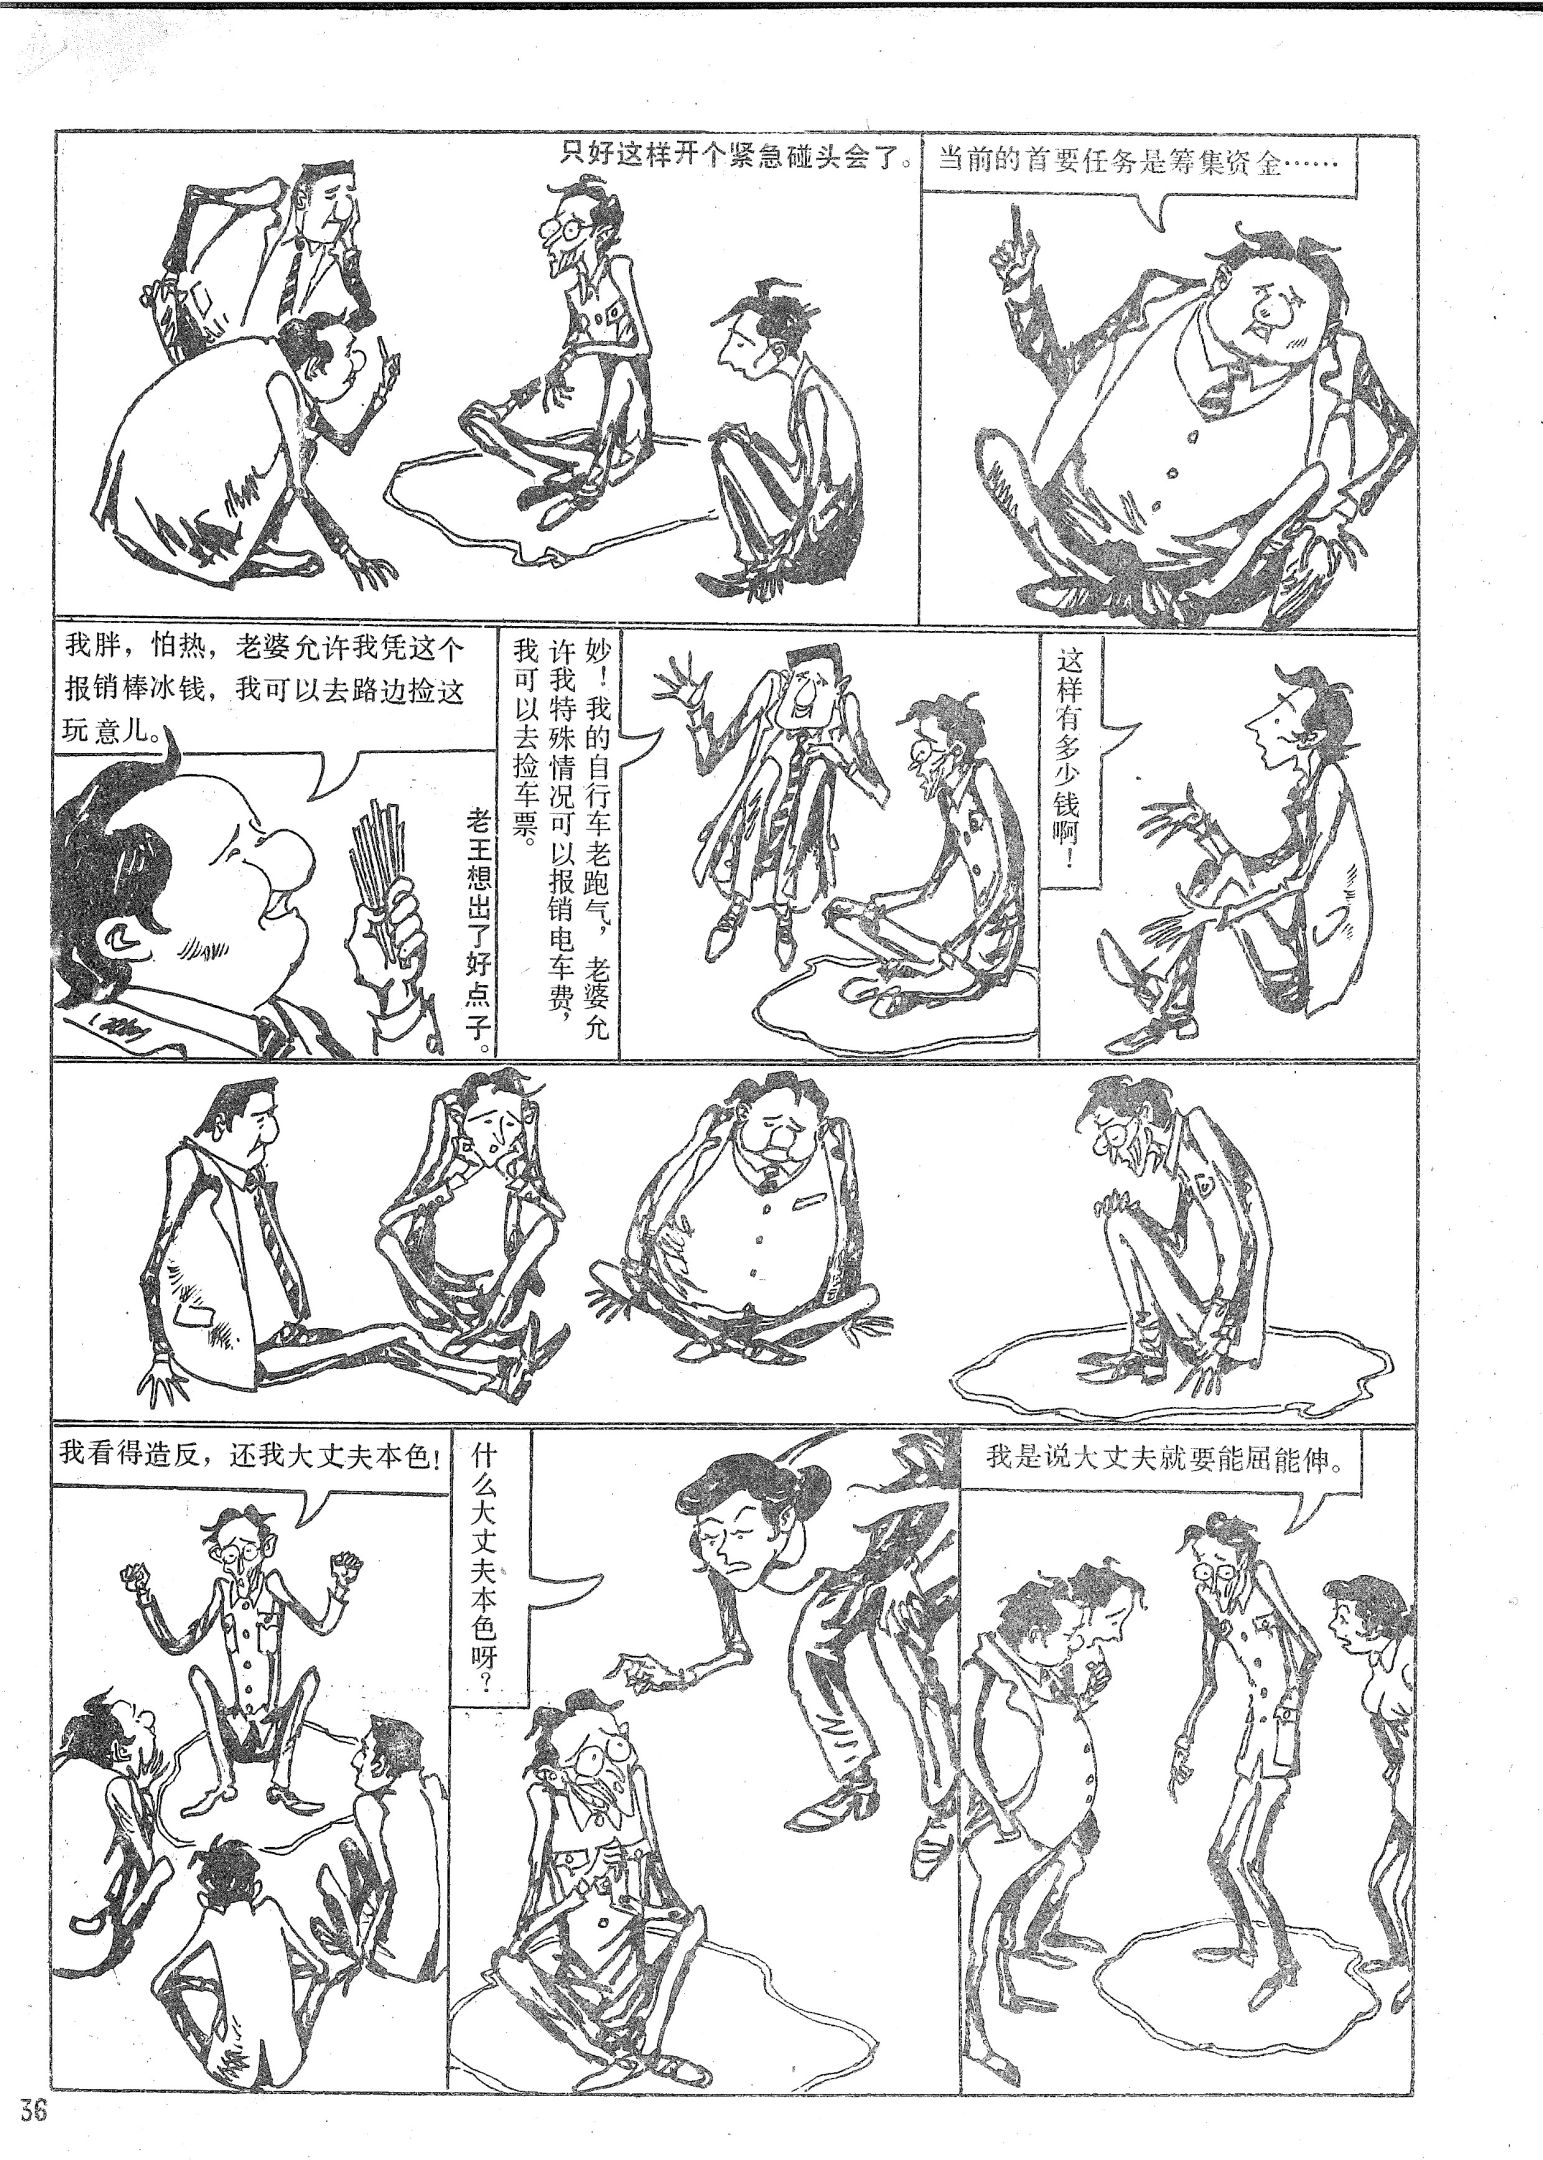 只好这样开个紧急碰头会了。
当前的首要任务是筹集资金……
我胖，怕热，老婆允许我凭这个
报销棒冰钱，我可以去路边捡这
玩意儿。
老王想出了好点子。
妙！我的自行车老跑气，老婆允
许我特殊情况可以报销电车费，
我可以去捡车票。
这样有多少钱啊！
我看得造反，还我大丈夫本色！
什么大丈夫本色呀？
我是说大丈夫就要能屈能伸。
36